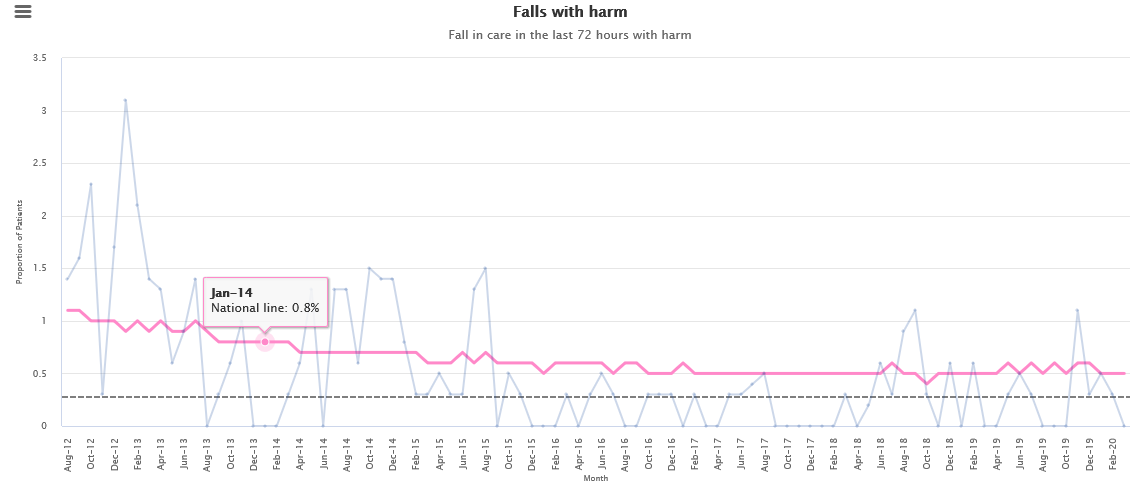 Falls with harm
Fall in care in the last 72 hours with harm
Proportion of Patients
3.5
3
2.5
2
1.5
1
0.5
0
Jan-14
National line: 0.8%
Aug-12
Oct-12
Dec-12
Feb-13
Apr-13
Jun-13
Aug-13
Oct-13
Dec-13
Feb-14
Apr-14
Jun-14
Aug-14
Oct-14
Dec-14
Feb-15
Apr-15
Jun-15
Aug-15
Oct-15
Dec-15
Feb-16
Apr-16
Jun-16
Aug-16
Oct-16
Dec-16
Feb-17
Apr-17
Jun-17
Aug-17
Oct-17
Dec-17
Feb-18
Apr-18
Jun-18
Aug-18
Oct-18
Dec-18
Feb-19
Apr-19
Jun-19
Aug-19
Oct-19
Dec-19
Feb-20
Month